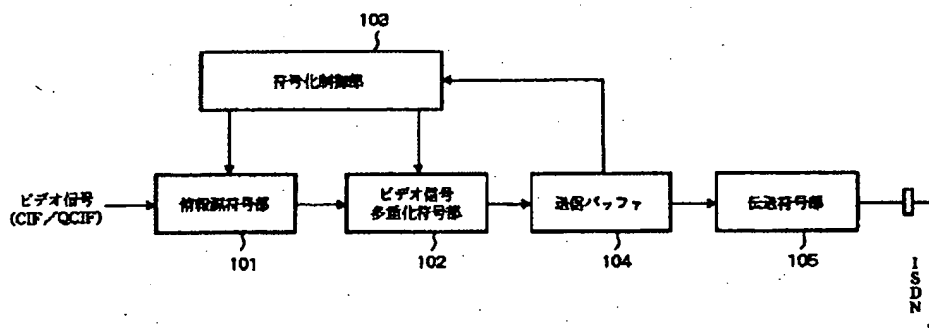 103
符号化制御部
ビデオ信号
(CIF/QCIF)
情報源符号部
ビデオ信号
多重化符号部
送信バッファ
伝送符号部
101
102
104
105
ISDN